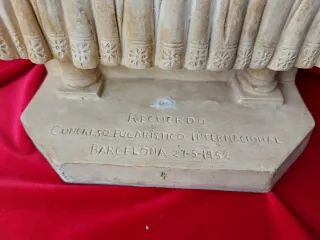 RECUERDO
CONGRESO EUCARISTICO INTERNACIONAL
BARCELONA 27-5-1952